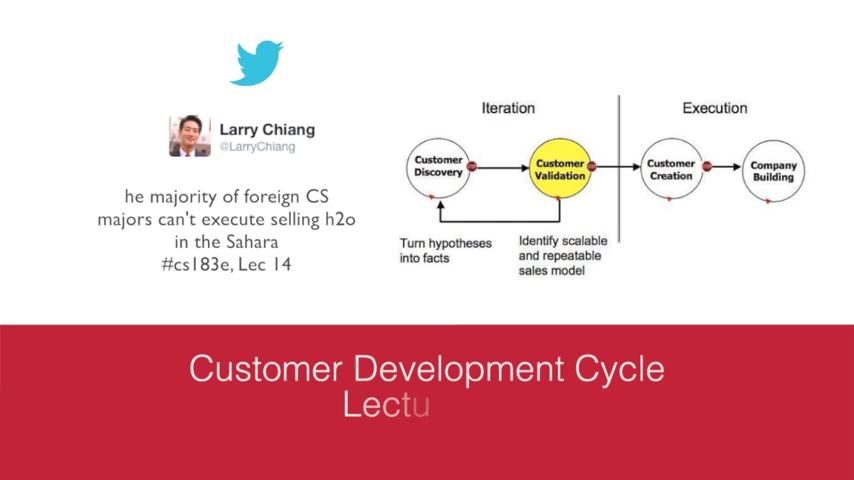 Larry Chiang
@LarryChiang
he majority of foreign CS
majors can't execute selling h2o
in the Sahara
#cs183e, Lec 14
Iteration
Execution
Customer
Discovery
Customer
Validation
Customer
Creation
Company
Building
Turn hypotheses
into facts
Identify scalable
and repeatable
sales model
Customer Development Cycle
Lectu